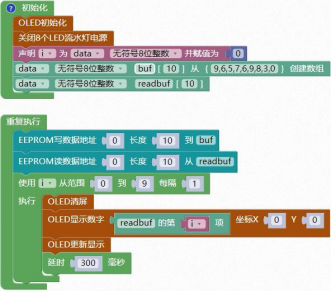 初始化
OLED初始化
关闭8个LED流水灯电源
声明 i 为 data 无符号8位整数 并赋值为 0
data 无符号8位整数 buf [ 10 ] 从 { 9,6,5,7,6,9,8,3,0 } 创建数组
data 无符号8位整数 readbuf [ 10 ]
重复执行
EEPROM写数据地址 0 长度 10 到 buf
EEPROM读数据地址 0 长度 10 从 readbuf
使用 i 从范围 0 到 9 每隔 1
执行 OLED清屏
OLED显示数字 readbuf 的第 i 项 坐标X 0 Y 0
OLED更新显示
延时 300 毫秒